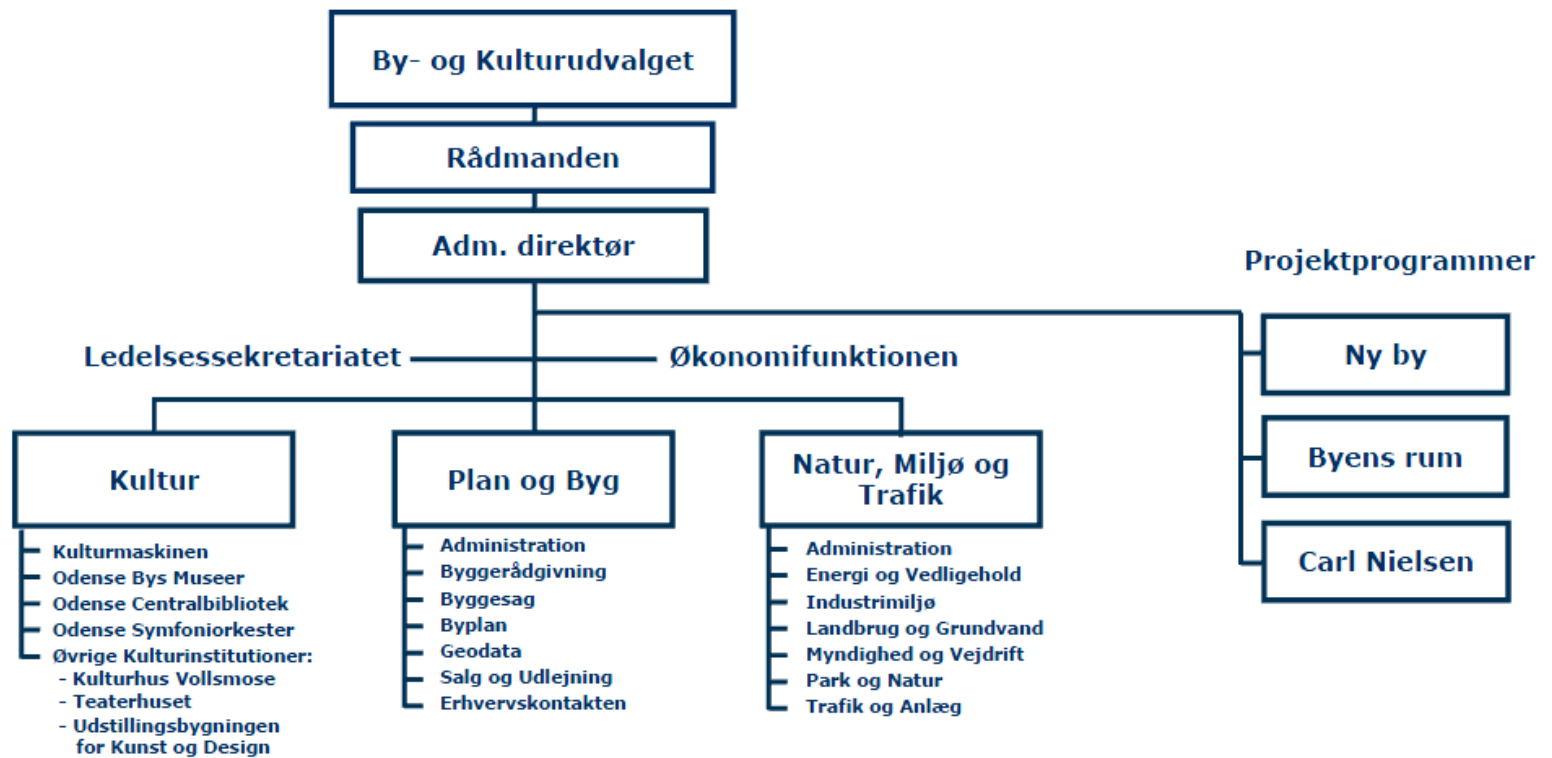 By- og Kulturudvalget
Rådmanden
Adm. direktør
Projektprogrammer
Ny by
Byens rum
Carl Nielsen
Ledelsessekretariatet
Økonomifunktionen
Kultur
Kulturmaskinen
Odense Bys Museer
Odense Centralbibliotek
Odense Symfoniorkester
Øvrige Kulturinstitutioner:
- Kulturhus Vollsmose
- Teaterhuset
- Udstillingsbygningen
for Kunst og Design
Plan og Byg
Administration
Byggerådgivning
Byggesag
Byplan
Geodata
Salg og Udlejning
Erhvervskontakten
Natur, Miljø og
Trafik
Administration
Energi og Vedligehold
Industrimiljø
Landbrug og Grundvand
Myndighed og Vejdrift
Park og Natur
Trafik og Anlæg